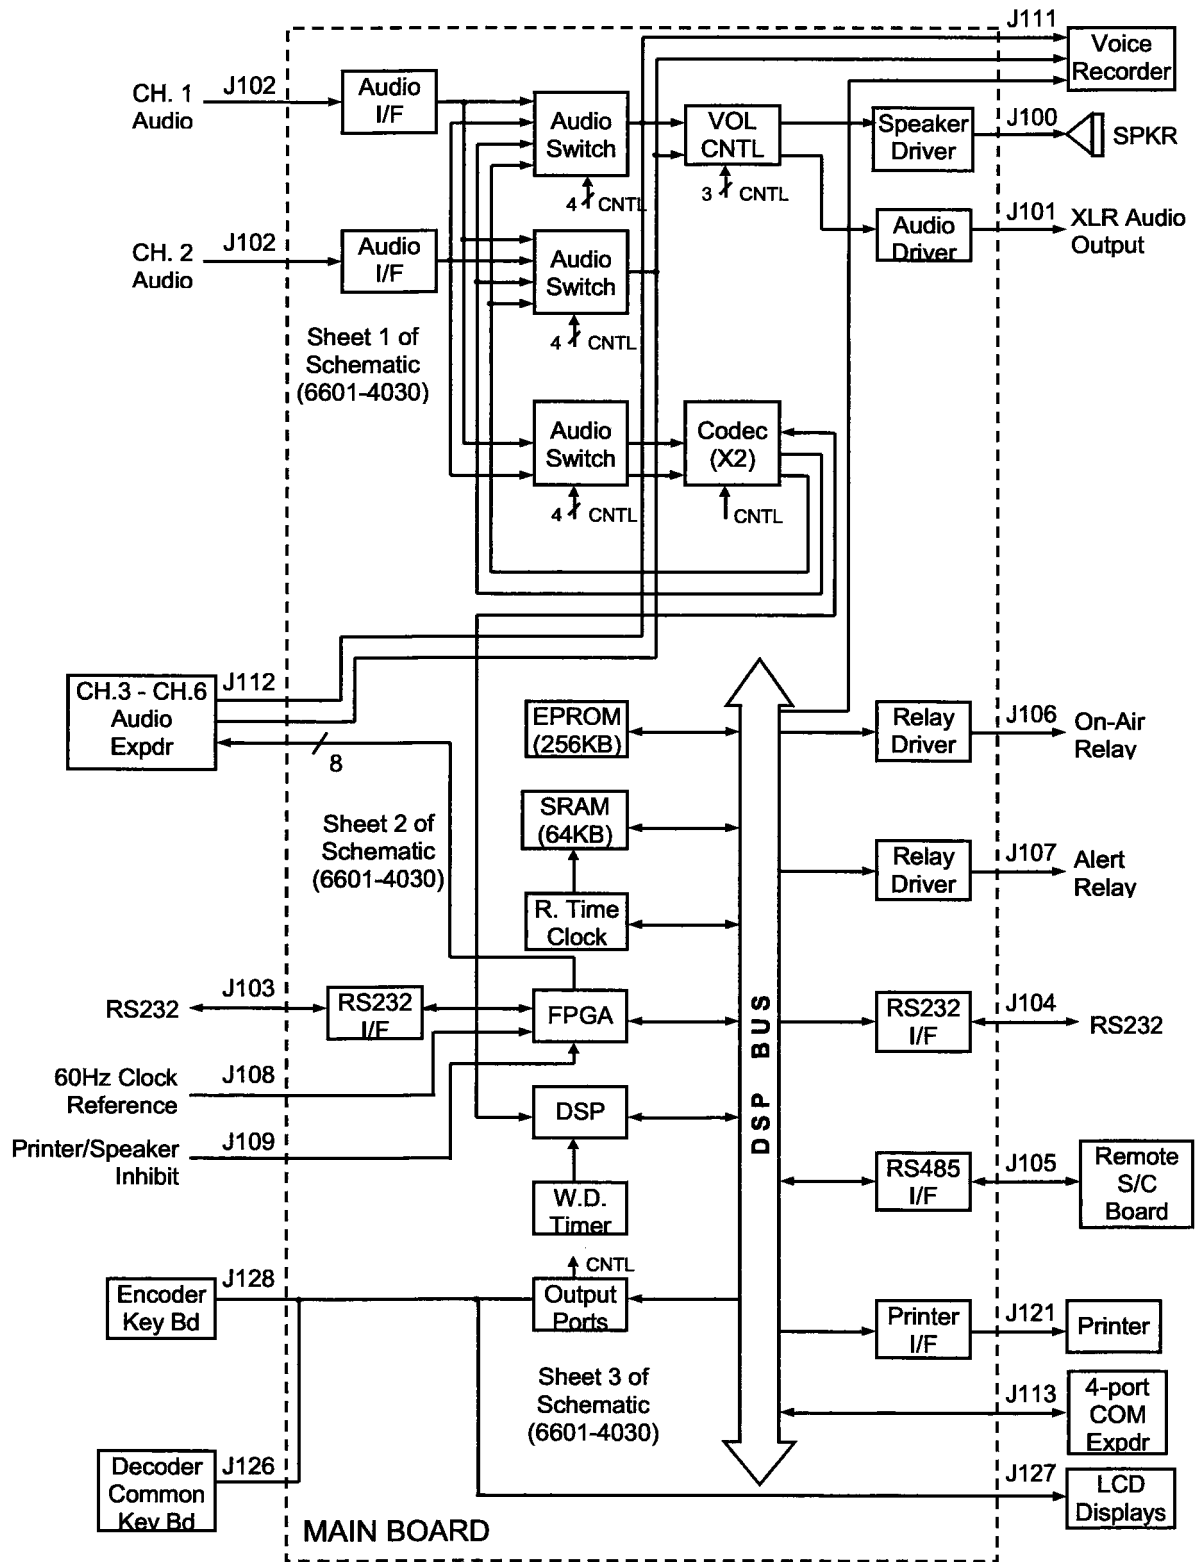 J111
Voice
Recorder
CH. 1
Audio
J102
Audio
I/F
Audio
Switch
4 CNTL
VOL
CNTL
3 CNTL
Speaker
Driver
J100
SPKR
CH. 2
Audio
J102
Audio
I/F
Audio
Switch
4 CNTL
Audio
Driver
J101
XLR Audio
Output
Sheet 1 of
Schematic
(6601-4030)
Audio
Switch
4 CNTL
Codec
(X2)
CNTL
CH.3 - CH.6
Audio
Expdr
J112
8
EPROM
(256KB)
Relay
Driver
J106
On-Air
Relay
Sheet 2 of
Schematic
(6601-4030)
SRAM
(64KB)
Relay
Driver
J107
Alert
Relay
R. Time
Clock
RS232
J103
RS232
I/F
FPGA
DSP BUS
RS232
I/F
J104
RS232
60Hz Clock
Reference
J108
DSP
Printer/Speaker
Inhibit
J109
W.D.
Timer
RS485
I/F
J105
Remote
S/C
Board
CNTL
Encoder
Key Bd
J128
Output
Ports
Printer
I/F
J121
Printer
Sheet 3 of
Schematic
(6601-4030)
J113
4-port
COM
Expdr
Decoder
Common
Key Bd
J126
J127
LCD
Displays
MAIN BOARD